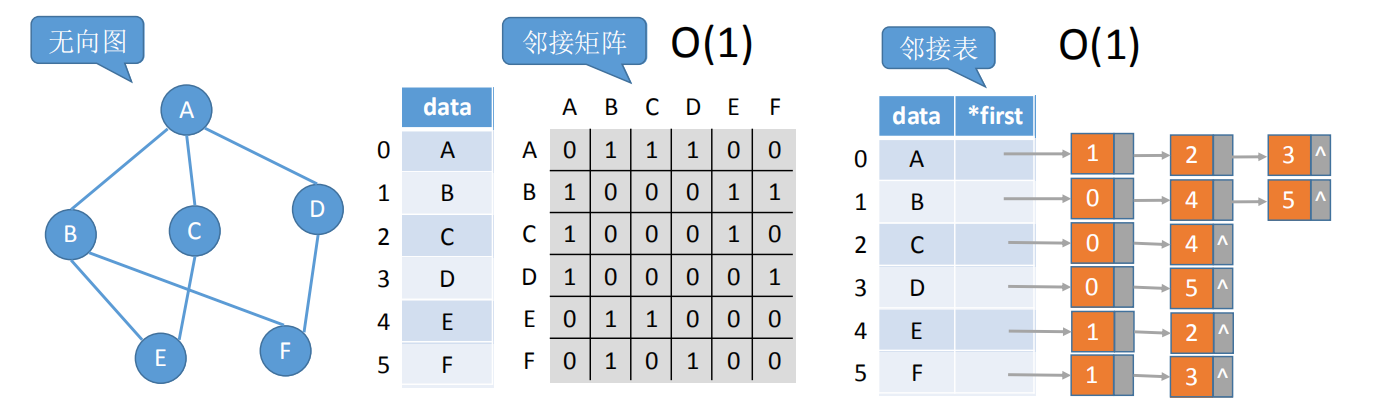 无向图
A
B
C
D
E
F
邻接矩阵 O(1)
data
0 A
1 B
2 C
3 D
4 E
5 F
A B C D E F
A 0 1 1 1 0 0
B 1 0 0 0 1 1
C 1 0 0 0 1 0
D 1 0 0 0 0 1
E 0 1 1 0 0 0
F 0 1 0 1 0 0
邻接表 O(1)
data *first
0 A 1 2 3 ^
1 B 0 4 5 ^
2 C 0 4 ^
3 D 0 5 ^
4 E 1 2 ^
5 F 1 3 ^